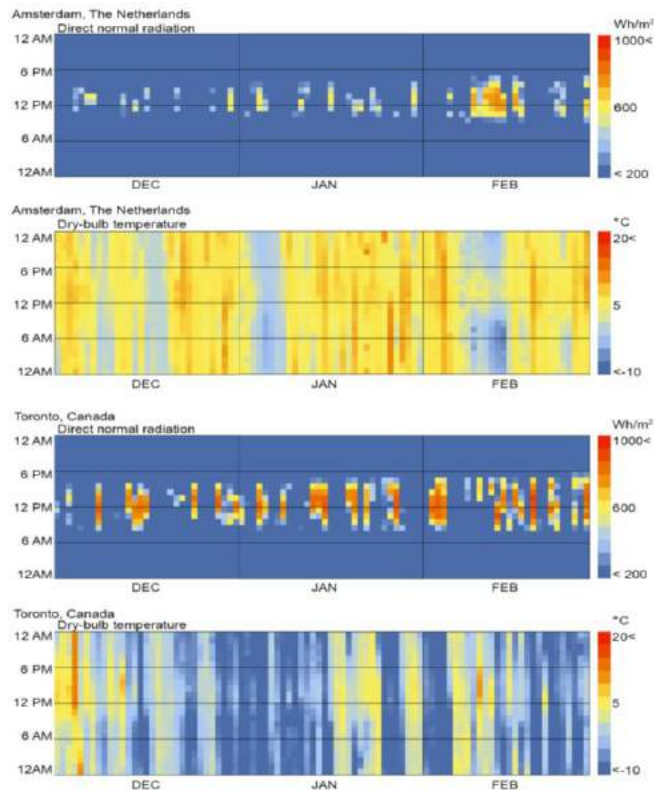 Amsterdam, The Netherlands
Direct normal radiation
Wh/m²
12 AM
1000<
6 PM
12 PM
600
6 AM
12AM
< 200
DEC JAN FEB
Amsterdam, The Netherlands
Dry-bulb temperature
°C
12 AM
20<
6 PM
12 PM
5
6 AM
12AM
<-10
DEC JAN FEB
Toronto, Canada
Direct normal radiation
Wh/m²
12 AM
1000<
6 PM
12 PM
600
6 AM
12AM
< 200
DEC JAN FEB
Toronto, Canada
Dry-bulb temperature
°C
12 AM
20<
6 PM
12 PM
5
6 AM
12AM
<-10
DEC JAN FEB